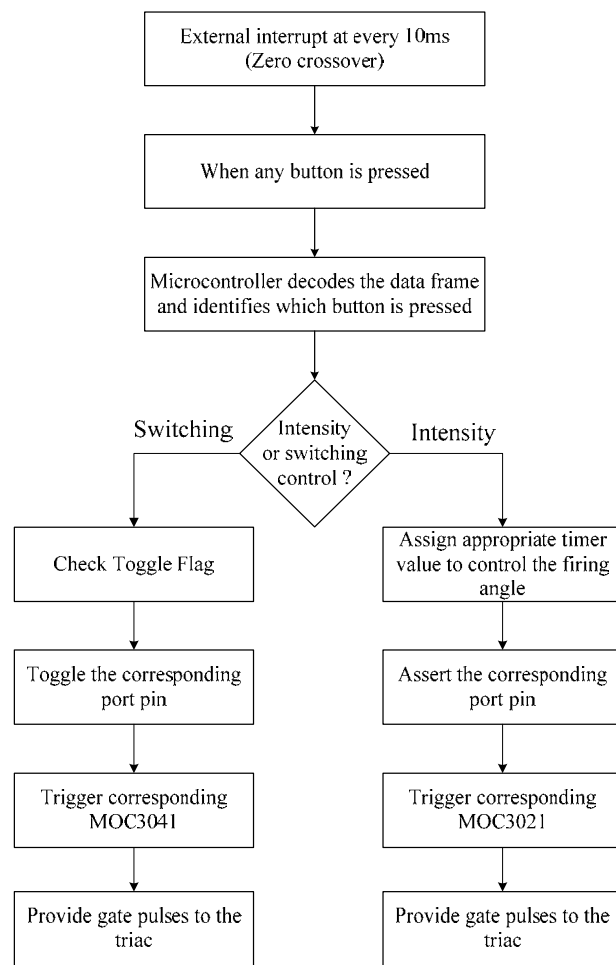 External interrupt at every 10ms
(Zero crossover)
When any button is pressed
Microcontroller decodes the data frame
and identifies which button is pressed
Intensity
or switching
control ?
Switching
Intensity
Check Toggle Flag
Assign appropriate timer
value to control the firing
angle
Toggle the corresponding
port pin
Assert the corresponding
port pin
Trigger corresponding
MOC3041
Trigger corresponding
MOC3021
Provide gate pulses to the
triac
Provide gate pulses to the
triac